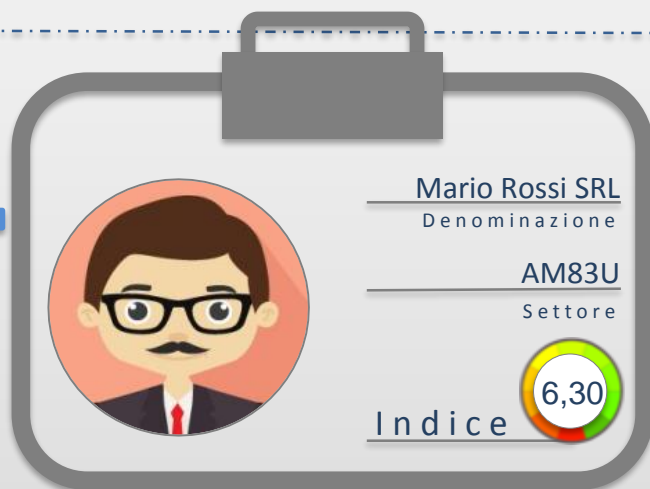 Mario Rossi SRL
Denominazione
AM83U
Settore
Indice
6,30